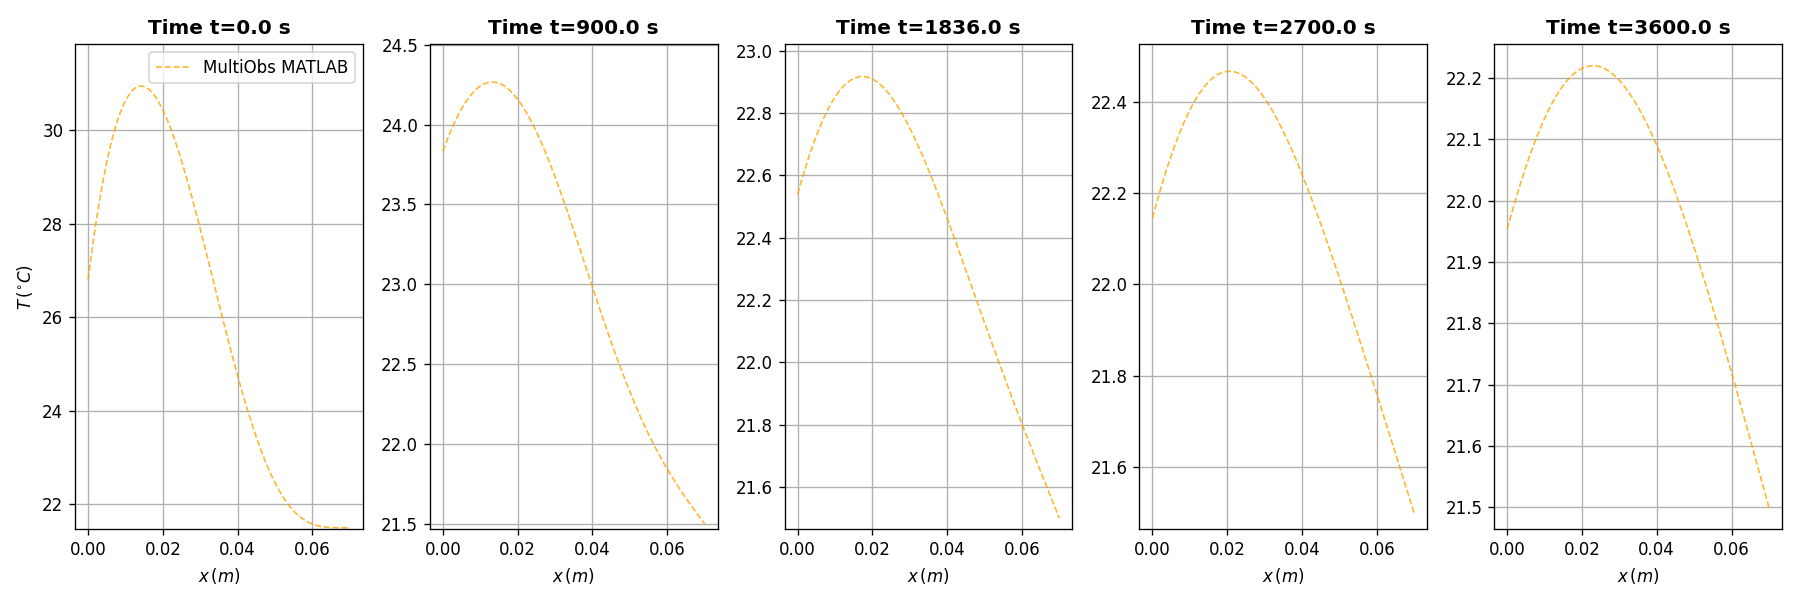 Time t=0.0 s
MultiObs MATLAB
30
28
26
24
22
T (°C)
0.00 0.02 0.04 0.06
x (m)
Time t=900.0 s
24.5
24.0
23.5
23.0
22.5
22.0
21.5
0.00 0.02 0.04 0.06
x (m)
Time t=1836.0 s
23.0
22.8
22.6
22.4
22.2
22.0
21.8
21.6
0.00 0.02 0.04 0.06
x (m)
Time t=2700.0 s
22.4
22.2
22.0
21.8
21.6
0.00 0.02 0.04 0.06
x (m)
Time t=3600.0 s
22.2
22.1
22.0
21.9
21.8
21.7
21.6
21.5
0.00 0.02 0.04 0.06
x (m)